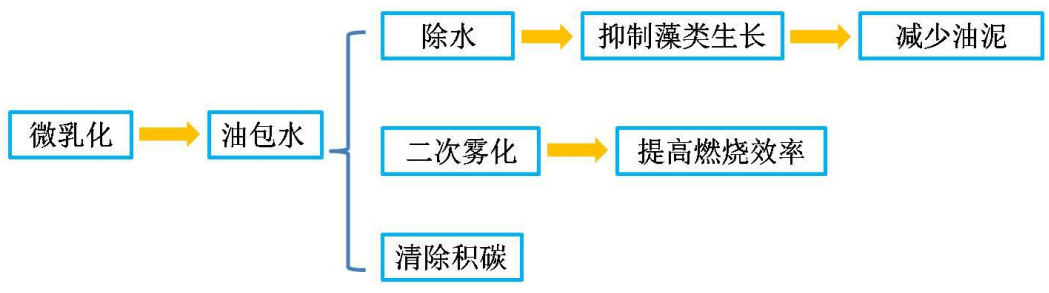 微乳化
油包水
除水
抑制藻类生长
减少油泥
二次雾化
提高燃烧效率
清除积碳